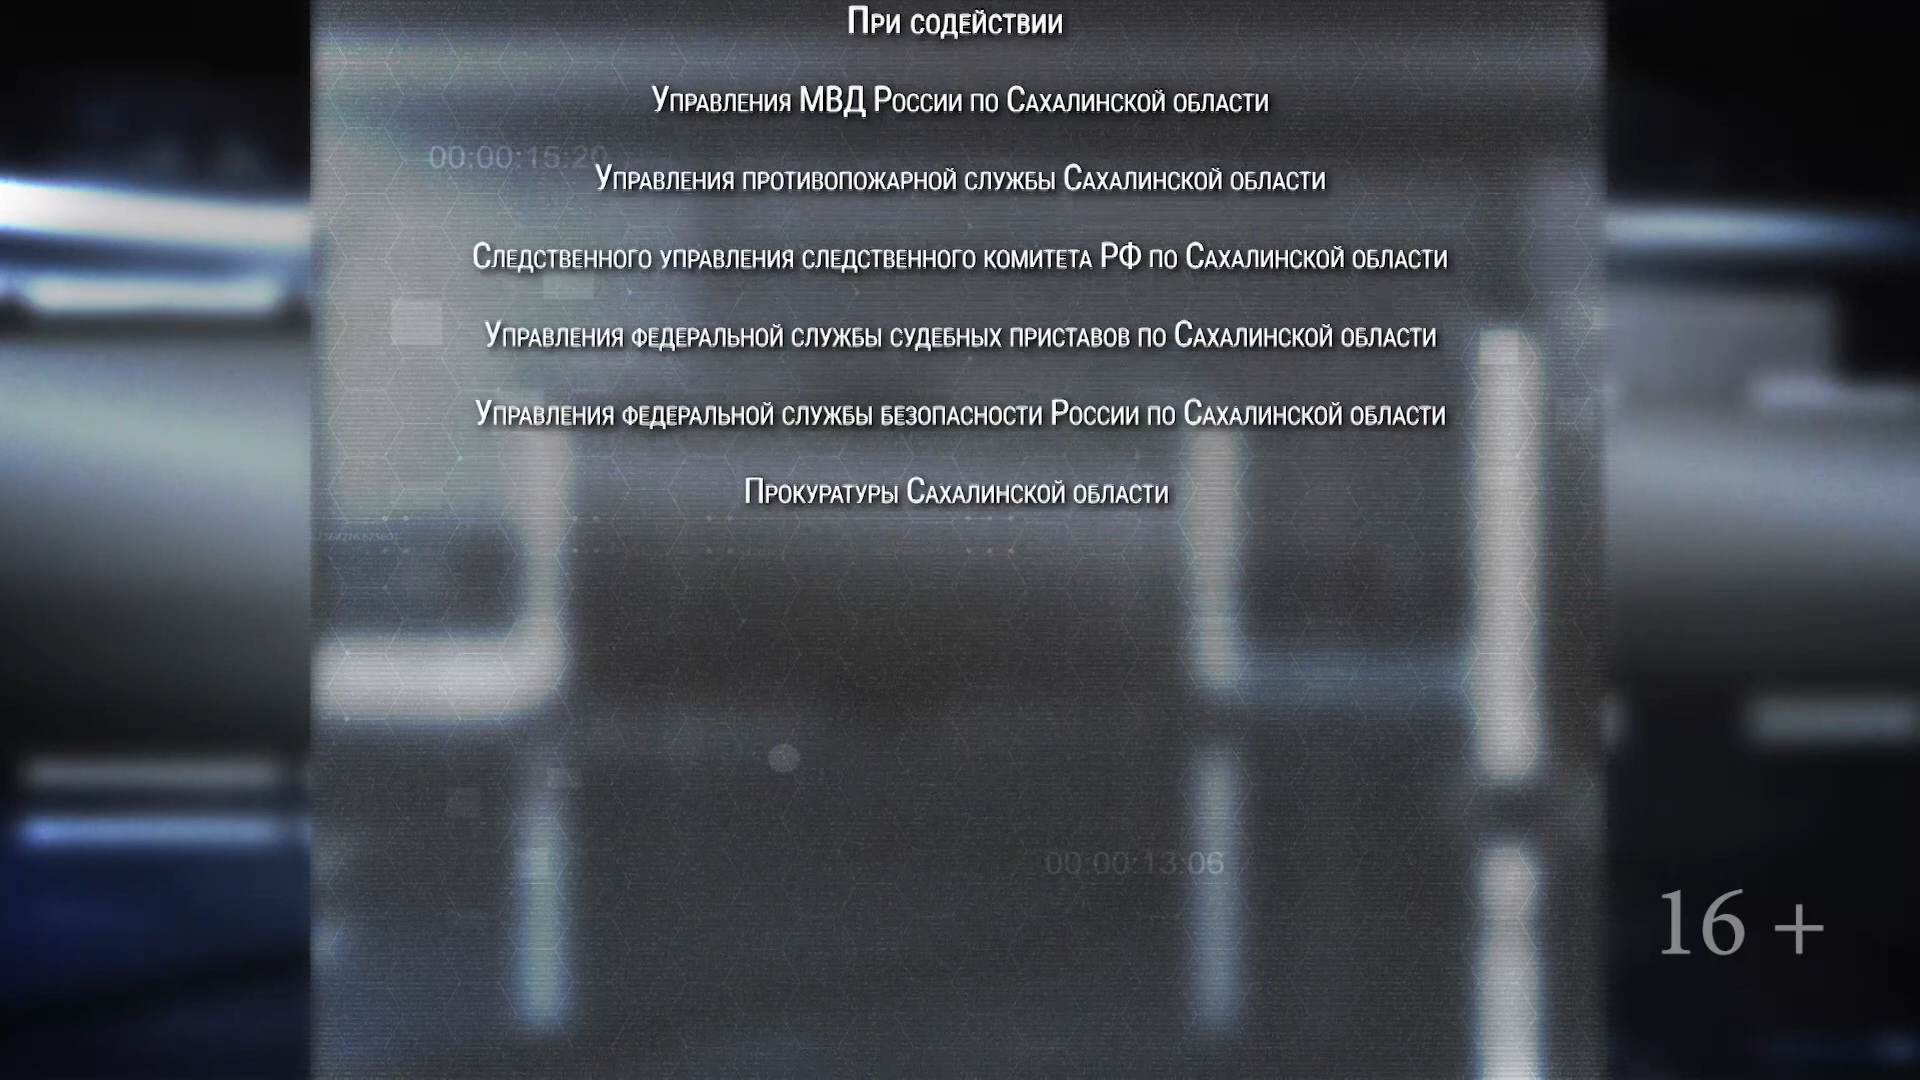 При содействии
Управления МВД России по Сахалинской области
00:00:15:20
Управления противопожарной службы Сахалинской области
Следственного управления следственного комитета РФ по Сахалинской области
Управления федеральной службы судебных приставов по Сахалинской области
Управления федеральной службы безопасности России по Сахалинской области
Прокуратуры Сахалинской области
00:00:13:06
16 +